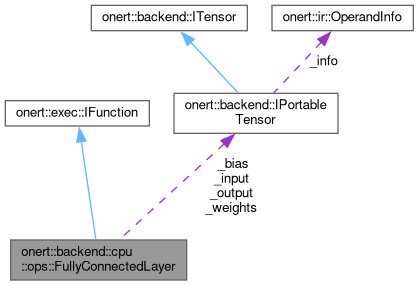 onert::backend::ITensor
onert::ir::OperandInfo
_info
onert::exec::IFunction
onert::backend::IPortable
Tensor
_bias
_input
_output
_weights
onert::backend::cpu
::ops::FullyConnectedLayer